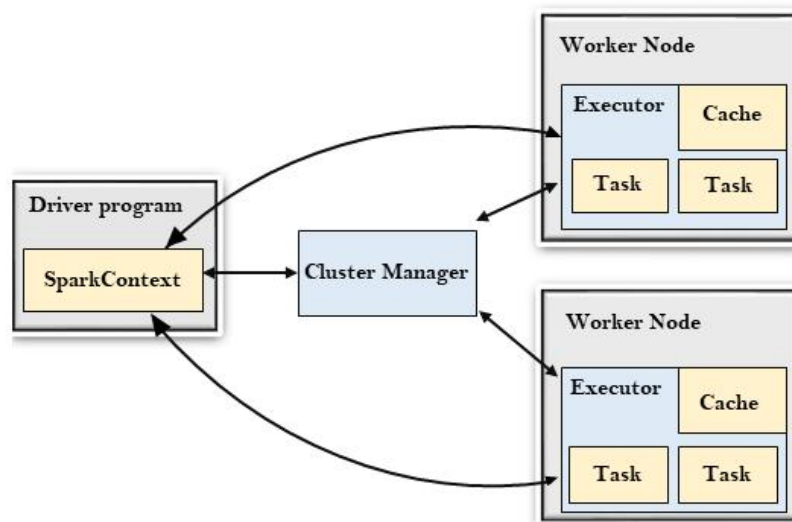 Driver program
SparkContext
Cluster Manager
Worker Node
Executor
Cache
Task
Task
Worker Node
Executor
Cache
Task
Task